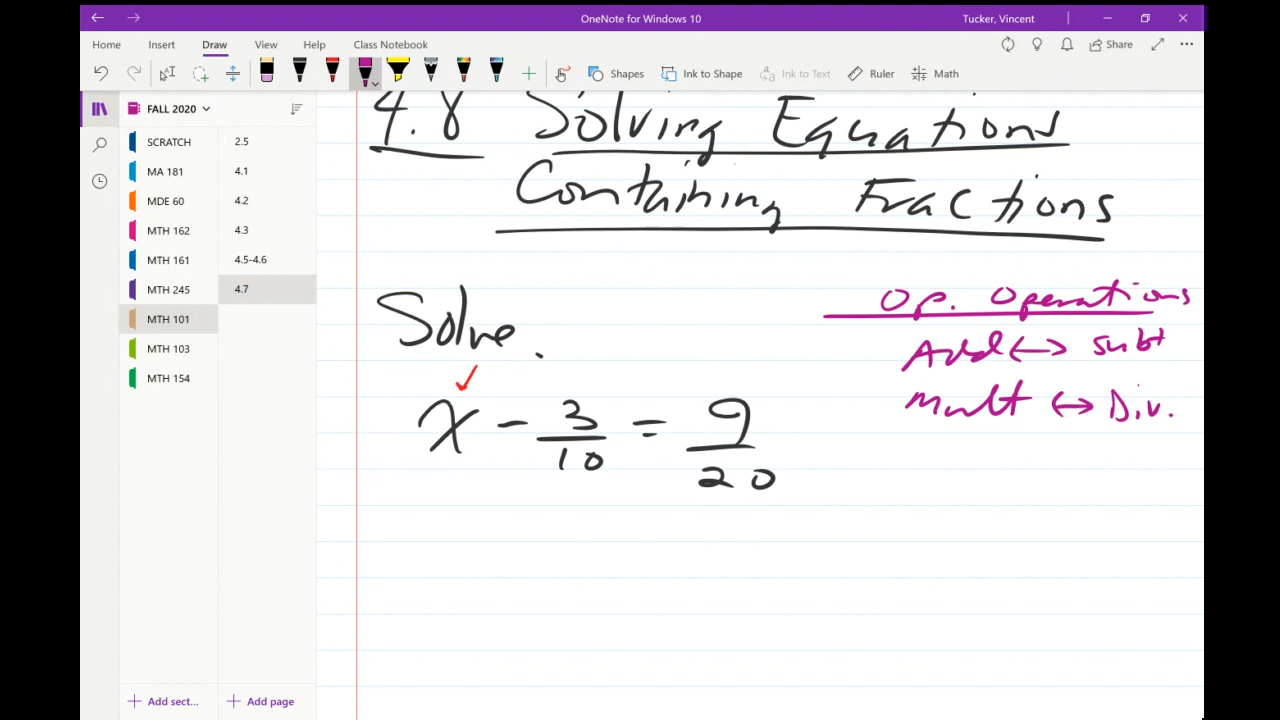 OneNote for Windows 10
Tucker, Vincent
Home Insert Draw View Help Class Notebook
Share
Shapes Ink to Shape Ink to Text Ruler Math
FALL 2020
SCRATCH
MA 181
MDE 60
MTH 162
MTH 161
MTH 245
MTH 101
MTH 103
MTH 154
2.5
4.1
4.2
4.3
4.5-4.6
4.7
Add sect...
Add page
4.8 Solving Equations
Containing Fractions
Solve.
x - 3/10 = 9/20
Op. Operations
Add ↔ Subt
Mult ↔ Div.